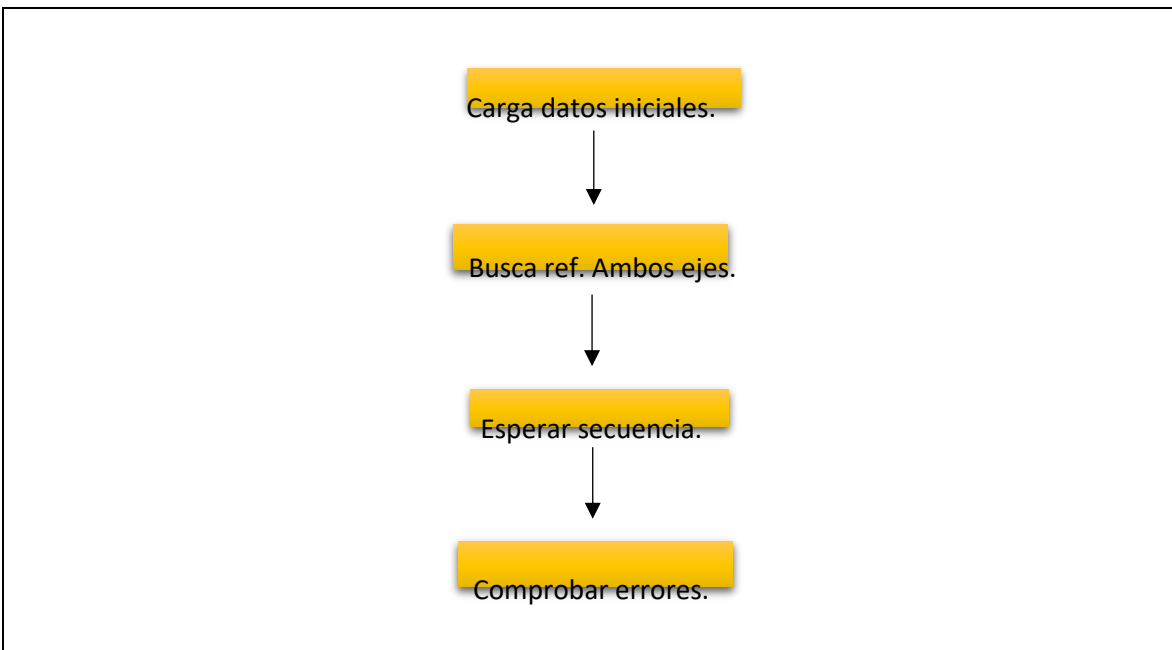 Carga datos iniciales.
Busca ref. Ambos ejes.
Esperar secuencia.
Comprobar errores.